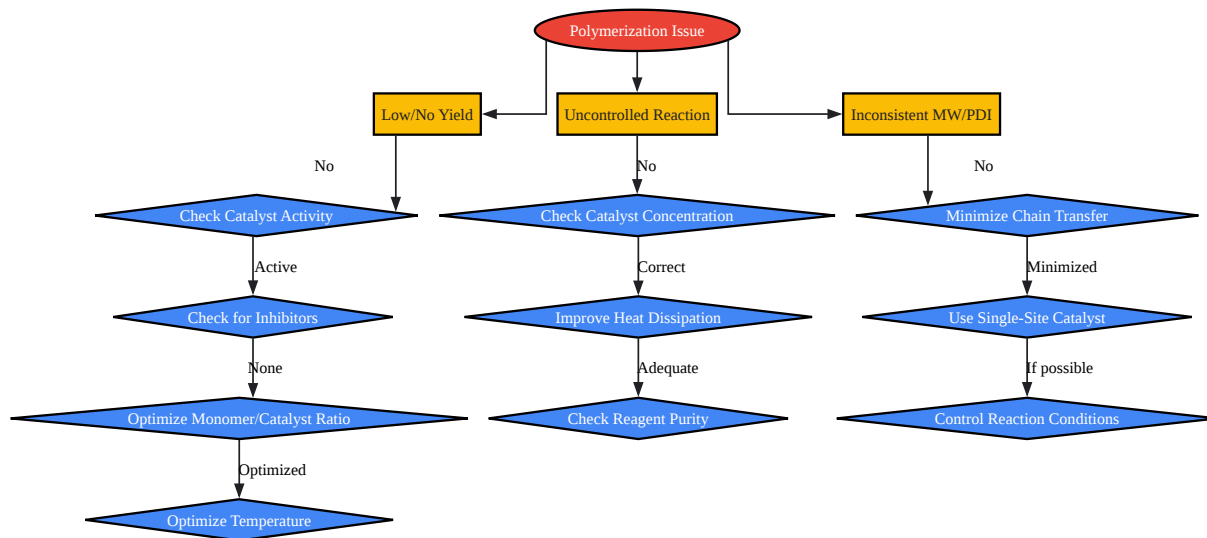 Polymerization Issue
Low/No Yield
Uncontrolled Reaction
Inconsistent MW/PDI
No
No
No
Check Catalyst Activity
Check Catalyst Concentration
Minimize Chain Transfer
Active
Correct
Minimized
Check for Inhibitors
Improve Heat Dissipation
Use Single-Site Catalyst
None
Adequate
If possible
Optimize Monomer/Catalyst Ratio
Check Reagent Purity
Control Reaction Conditions
Optimized
Optimize Temperature